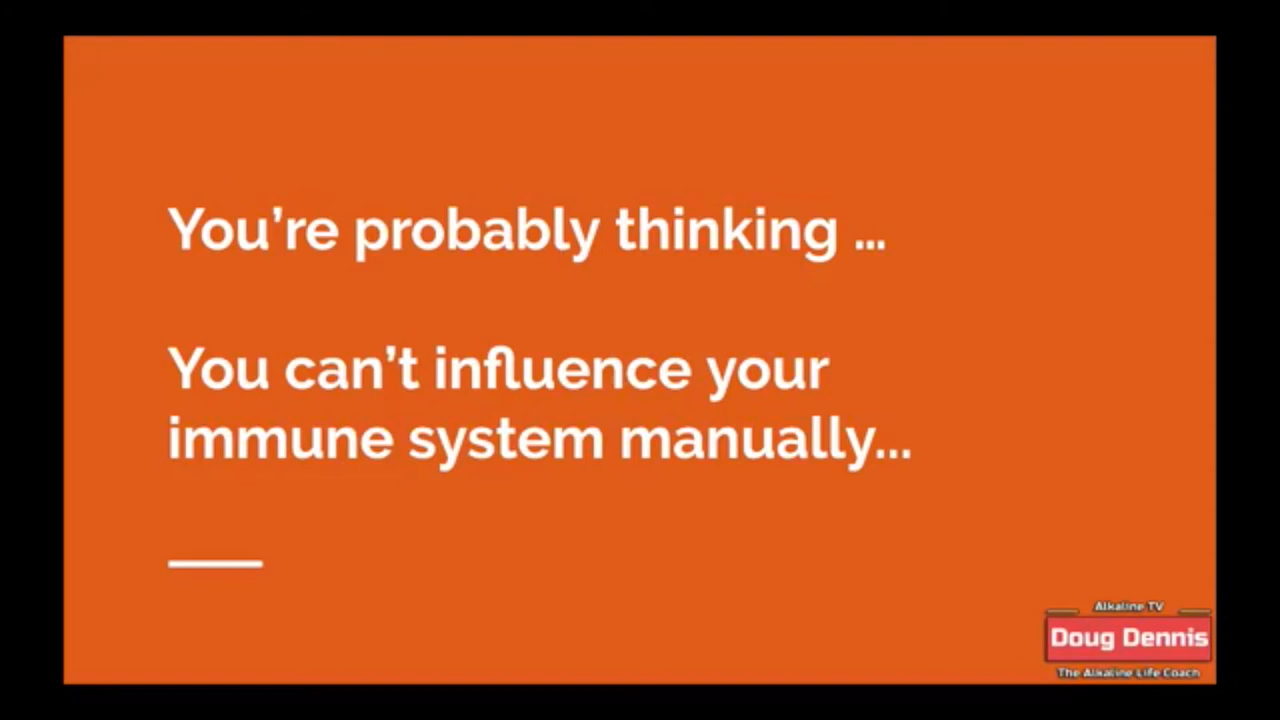 You’re probably thinking ...
You can’t influence your
immune system manually...
Alkaline TV
Doug Dennis
The Alkaline Life Coach